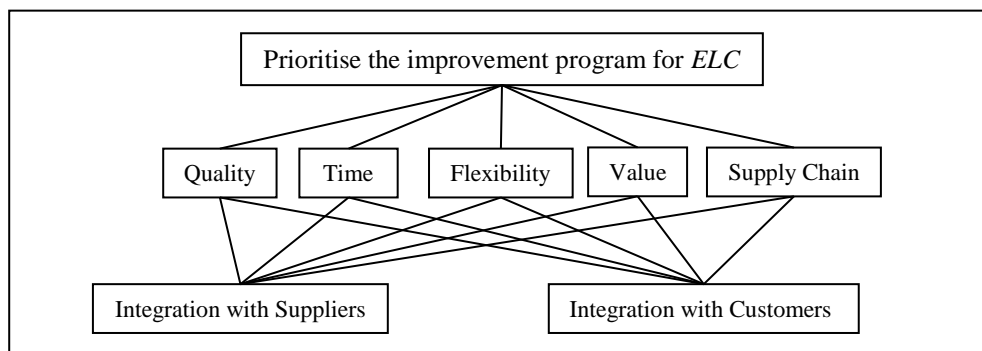 Prioritise the improvement program for ELC
Quality
Time
Flexibility
Value
Supply Chain
Integration with Suppliers
Integration with Customers